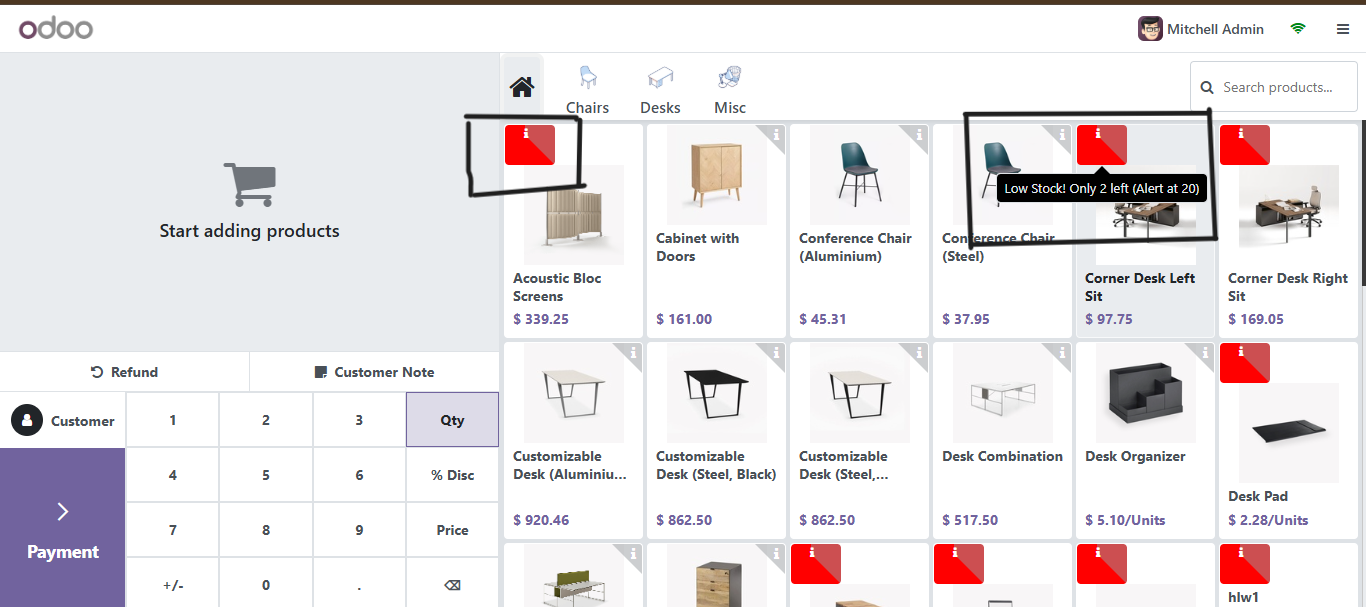 odoo
Mitchell Admin
Chairs
Desks
Misc
Search products...
Start adding products
Low Stock! Only 2 left (Alert at 20)
Acoustic Bloc
Screens
$ 339.25
Cabinet with
Doors
$ 161.00
Conference Chair
(Aluminium)
$ 45.31
Conference Chair
(Steel)
$ 37.95
Corner Desk Left
Sit
$ 97.75
Corner Desk Right
Sit
$ 169.05
Refund
Customer Note
Customer
1
2
3
Qty
4
5
6
% Disc
7
8
9
Price
+/-
0
.
Payment
Customizable
Desk (Aluminiu...
$ 920.46
Customizable
Desk (Steel, Black)
$ 862.50
Customizable
Desk (Steel,...
$ 862.50
Desk Combination
$ 517.50
Desk Organizer
$ 5.10/Units
Desk Pad
$ 2.28/Units
hlw1